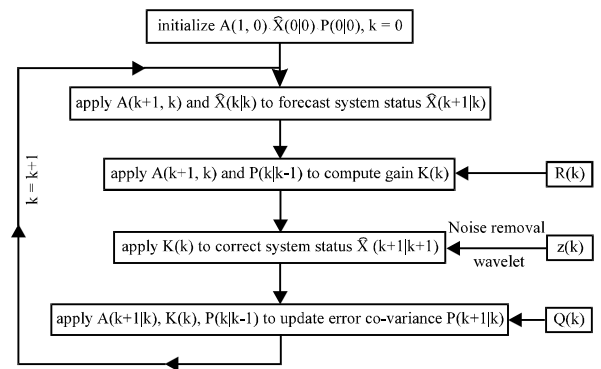 initialize A(1, 0) X̂(0|0) P(0|0), k = 0
apply A(k+1, k) and X̂(k|k) to forecast system status X̂(k+1|k)
k = k+1
apply A(k+1, k) and P(k|k-1) to compute gain K(k)
R(k)
apply K(k) to correct system status X̂ (k+1|k+1)
Noise removal
wavelet
z(k)
apply A(k+1|k), K(k), P(k|k-1) to update error co-variance P(k+1|k)
Q(k)